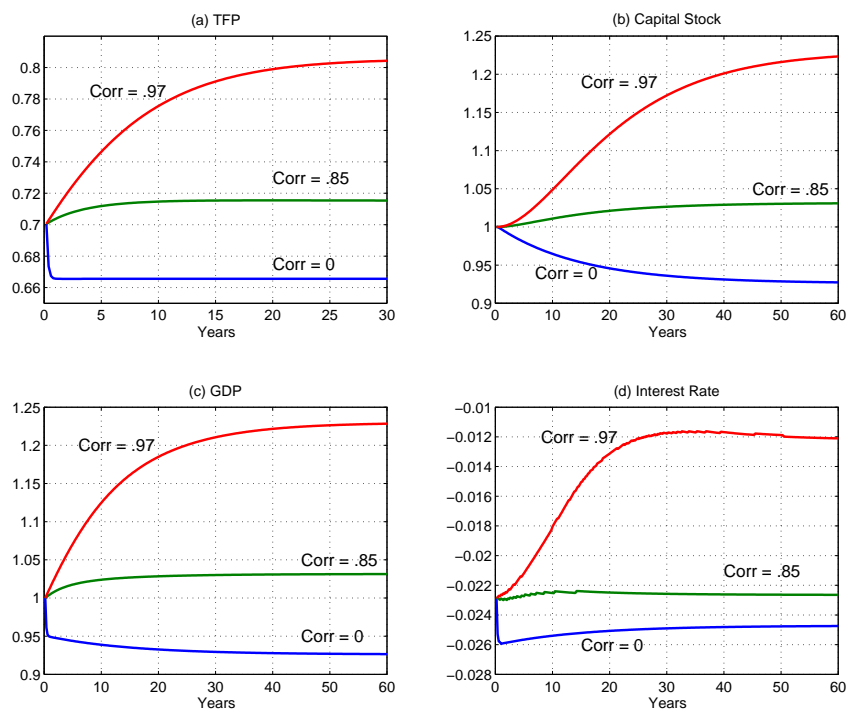 (a) TFP
0.8
0.78
0.76
0.74
0.72
0.7
0.68
0.66
Corr = .97
Corr = .85
Corr = 0
0 5 10 15 20 25 30
Years
(b) Capital Stock
1.25
1.2
1.15
1.1
1.05
1
0.95
0.9
Corr = .97
Corr = .85
Corr = 0
0 10 20 30 40 50 60
Years
(c) GDP
1.25
1.2
1.15
1.1
1.05
1
0.95
0.9
Corr = .97
Corr = .85
Corr = 0
0 10 20 30 40 50 60
Years
(d) Interest Rate
−0.01
−0.012
−0.014
−0.016
−0.018
−0.02
−0.022
−0.024
−0.026
−0.028
Corr = .97
Corr = .85
Corr = 0
0 10 20 30 40 50 60
Years